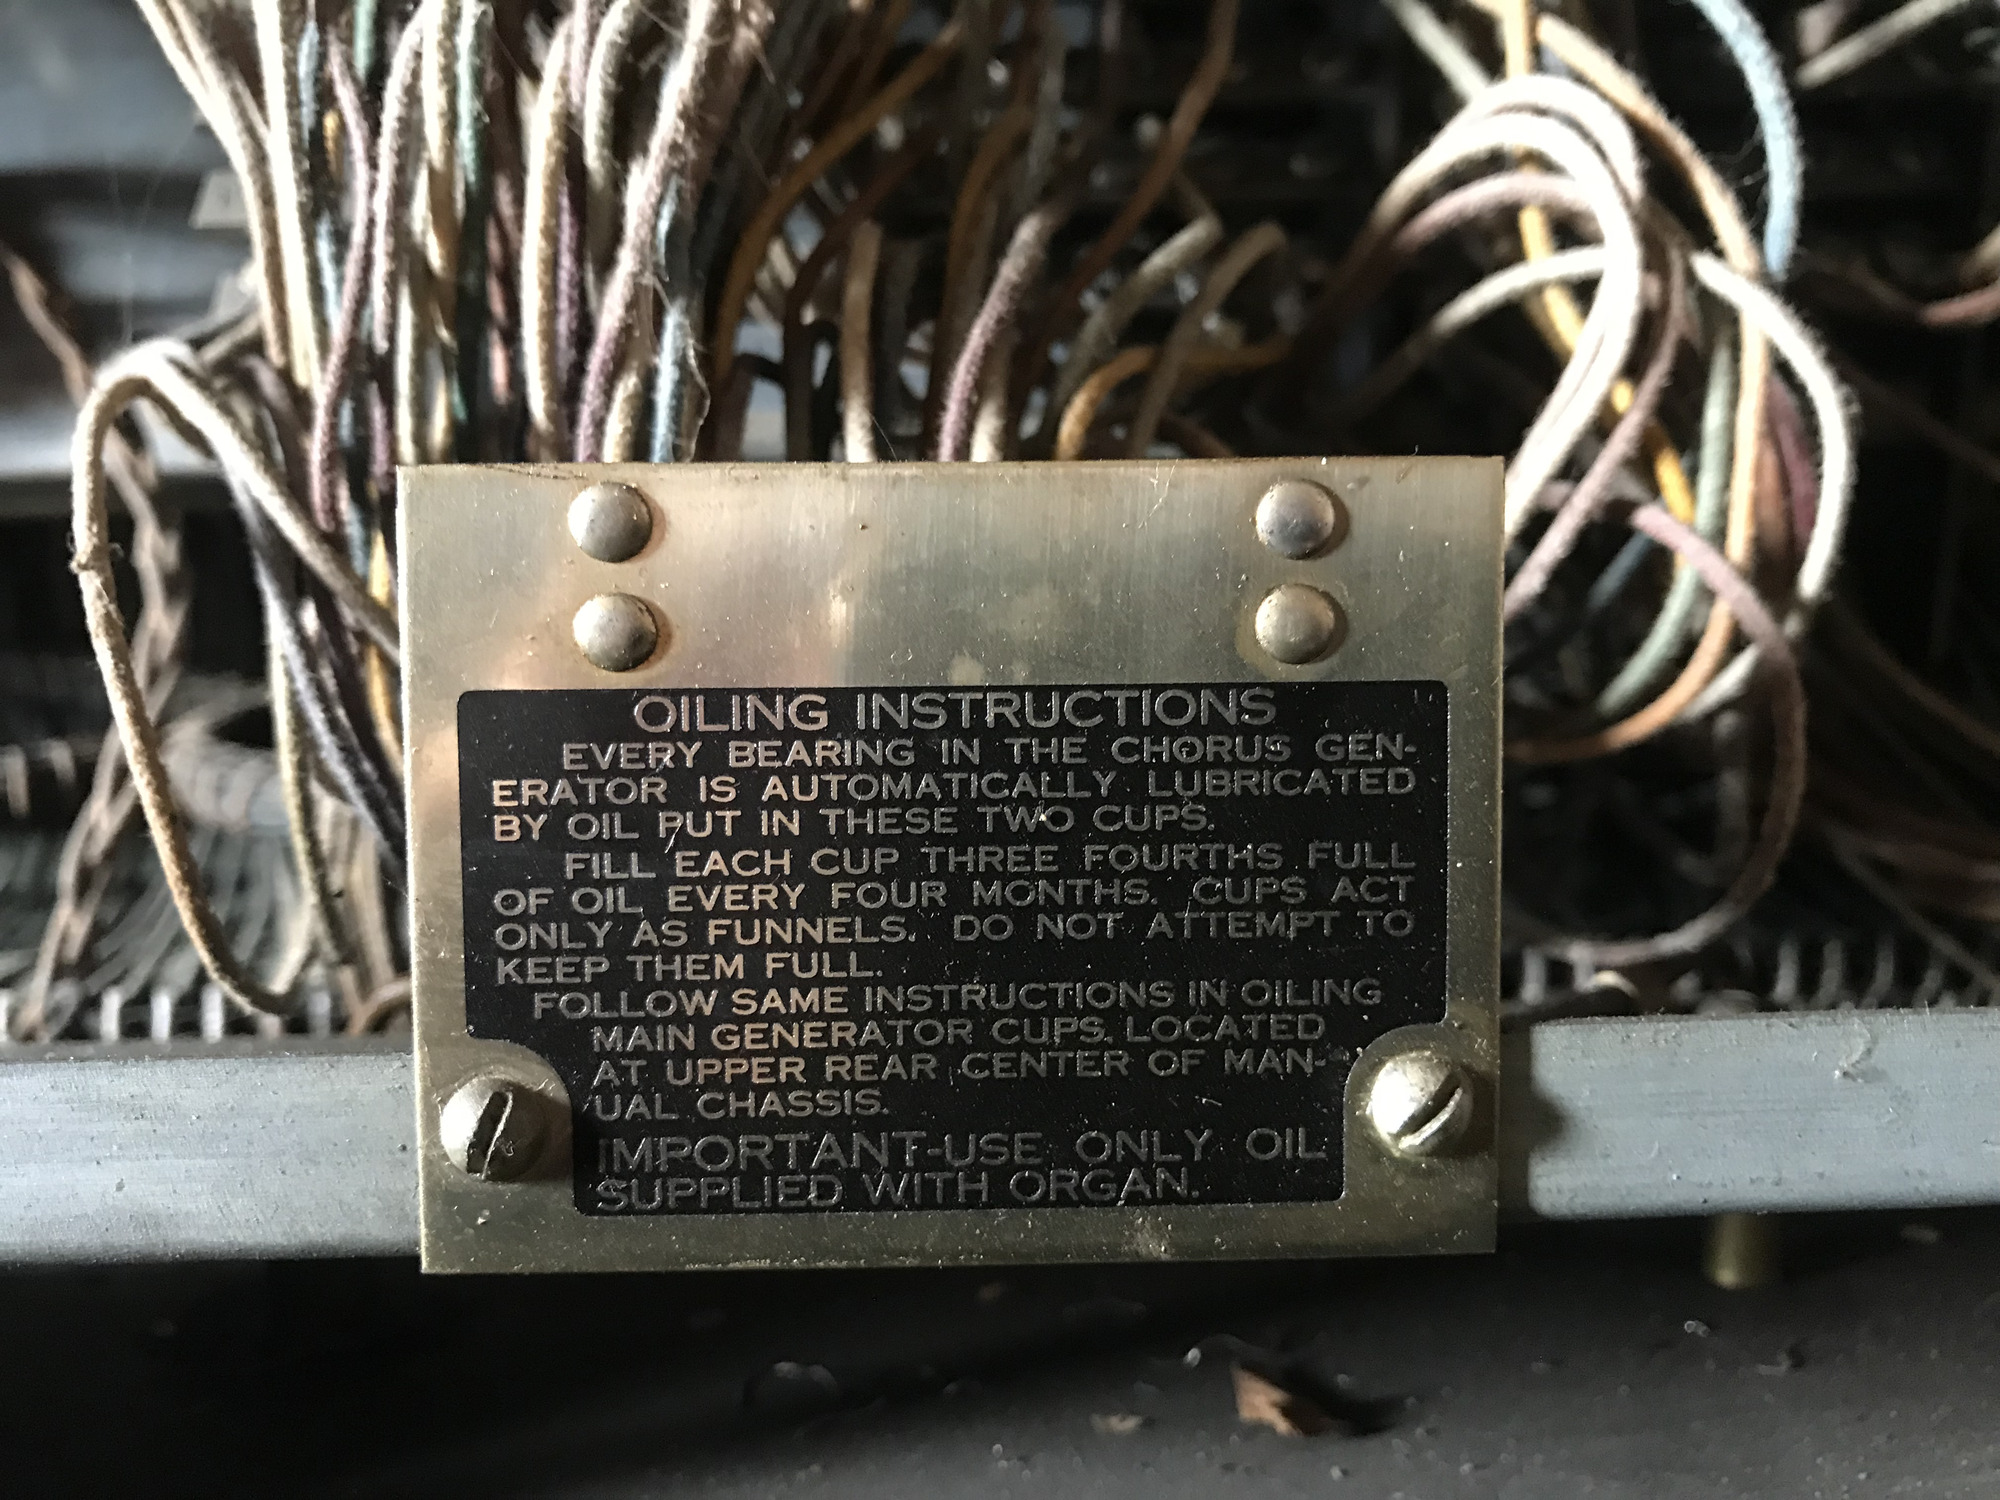 OILING INSTRUCTIONS
EVERY BEARING IN THE CHORUS GEN-
ERATOR IS AUTOMATICALLY LUBRICATED
BY OIL PUT IN THESE TWO CUPS.
FILL EACH CUP THREE FOURTHS FULL
OF OIL EVERY FOUR MONTHS. CUPS ACT
ONLY AS FUNNELS. DO NOT ATTEMPT TO
KEEP THEM FULL.
FOLLOW SAME INSTRUCTIONS IN OILING
MAIN GENERATOR CUPS. LOCATED
AT UPPER REAR CENTER OF MAN-
UAL CHASSIS.
IMPORTANT-USE ONLY OIL
SUPPLIED WITH ORGAN.